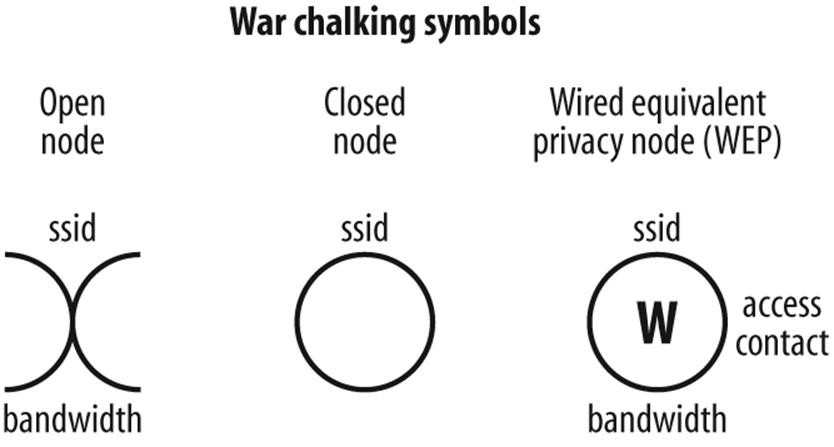 War chalking symbols
Open
node
Closed
node
Wired equivalent
privacy node (WEP)
ssid
ssid
ssid
W
access
contact
bandwidth
bandwidth